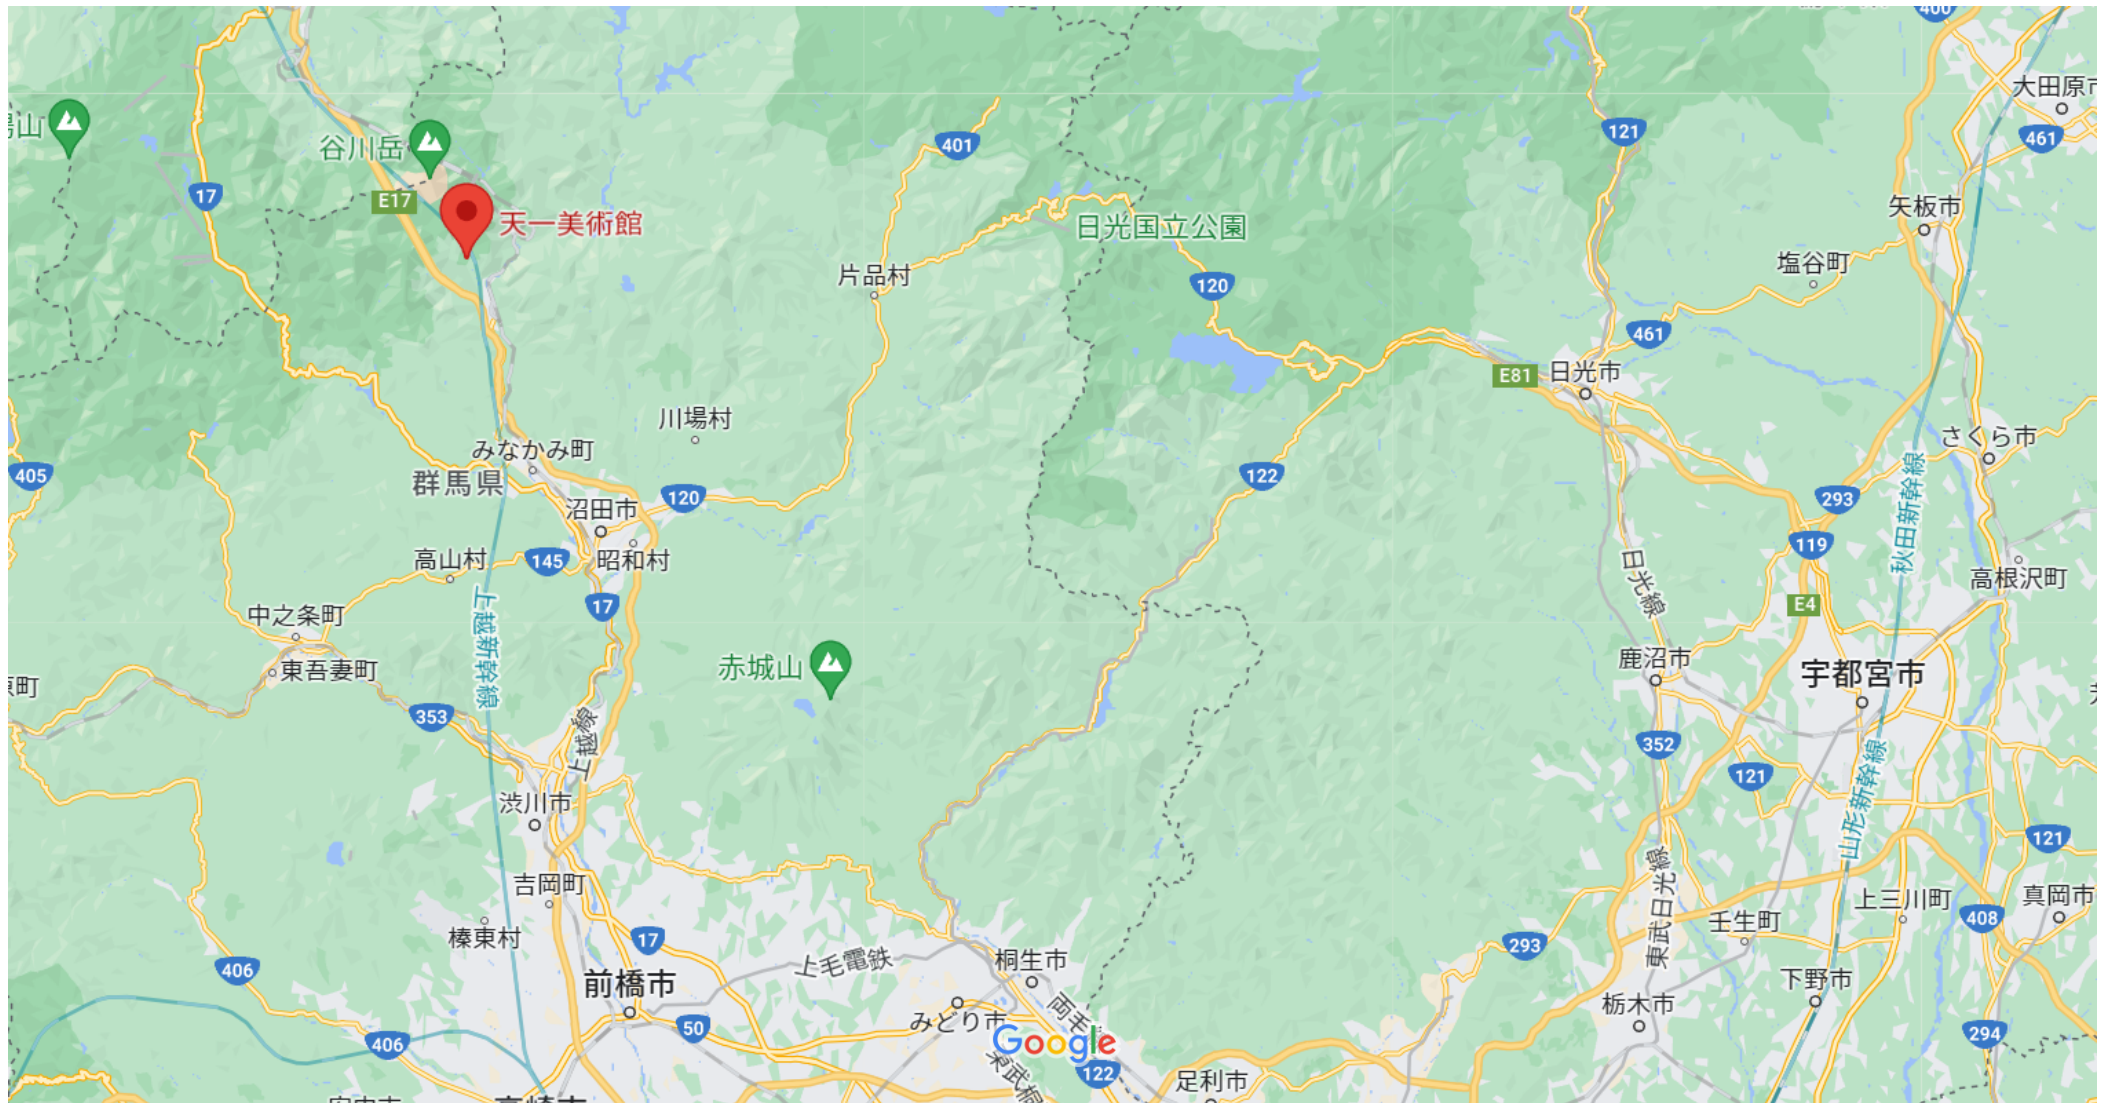 400
大田原市
461
121
401
谷川岳
17
E17
天一美術館
日光国立公園
矢板市
塩谷町
片品村
120
461
E81
日光市
川場村
さくら市
みなかみ町
群馬県
405
122
120
293
沼田市
119
秋田新幹線
高山村
145
昭和村
高根沢町
日光線
17
E4
中之条町
上越新幹線
東吾妻町
赤城山
鹿沼市
宇都宮市
353
上越線
352
121
山形新幹線
渋川市
121
吉岡町
東武日光線
上三川町
真岡市
408
壬生町
榛東村
17
293
406
上毛電鉄
桐生市
前橋市
下野市
栃木市
みどり市
両毛
50
294
406
Google
東武桐
122
足利市